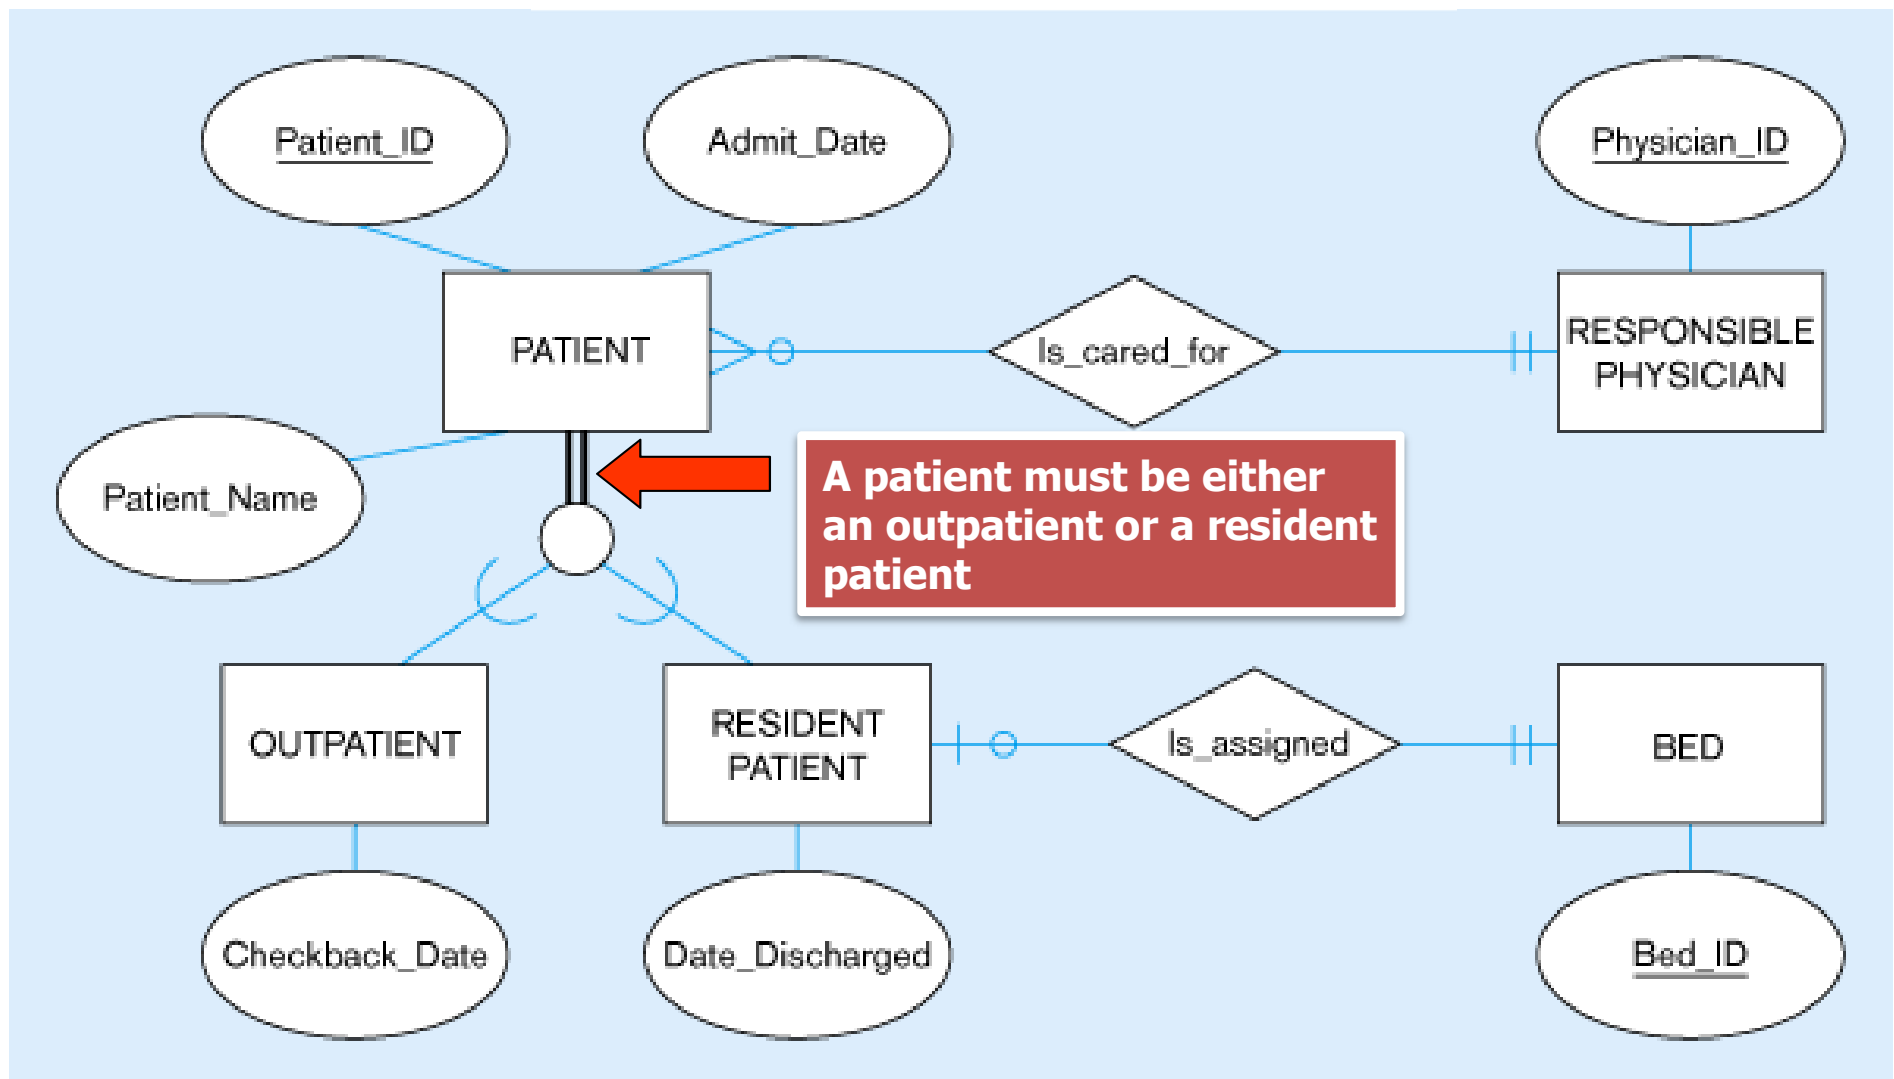 Patient_ID
Admit_Date
Physician_ID
PATIENT
Is_cared_for
RESPONSIBLE
PHYSICIAN
Patient_Name
A patient must be either
an outpatient or a resident
patient
OUTPATIENT
RESIDENT
PATIENT
Is_assigned
BED
Checkback_Date
Date_Discharged
Bed_ID